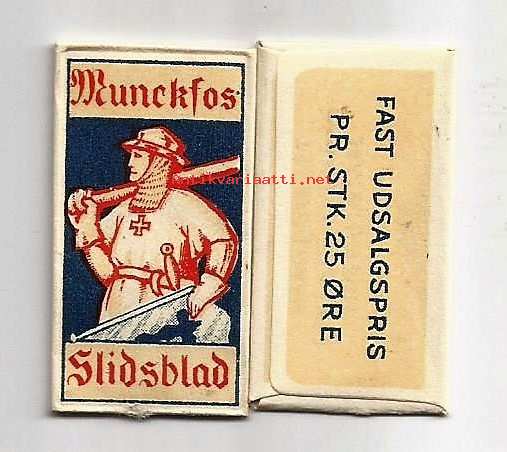 Munckfos
antikvariaatti.net
Slidsblad
FAST UDSALGSPRIS
PR. STK. 25 ØRE